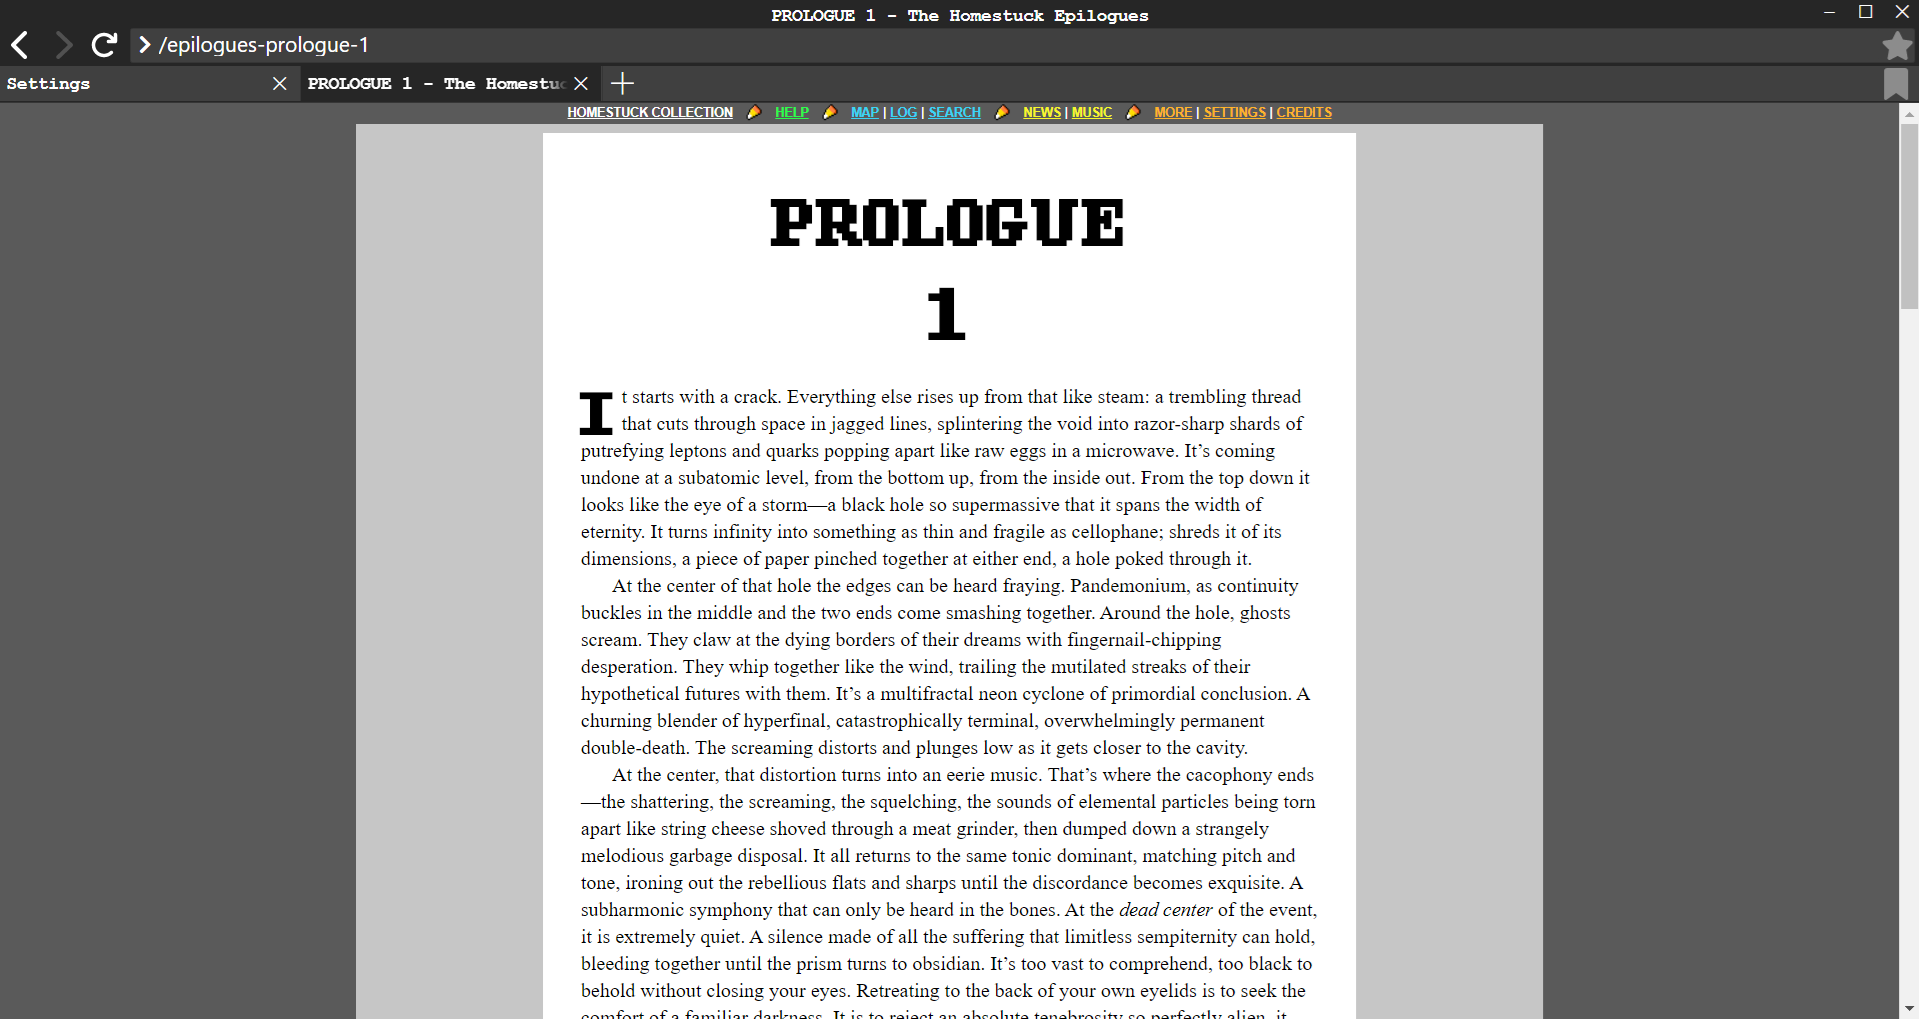 PROLOGUE 1 - The Homestuck Epilogues
/epilogues-prologue-1
Settings
PROLOGUE 1 - The Homestuc
HOMESTUCK COLLECTION HELP MAP | LOG | SEARCH NEWS | MUSIC MORE | SETTINGS | CREDITS
PROLOGUE
1
It starts with a crack. Everything else rises up from that like steam: a trembling thread
that cuts through space in jagged lines, splintering the void into razor-sharp shards of
putrefying leptons and quarks popping apart like raw eggs in a microwave. It’s coming
undone at a subatomic level, from the bottom up, from the inside out. From the top down it
looks like the eye of a storm—a black hole so supermassive that it spans the width of
eternity. It turns infinity into something as thin and fragile as cellophane; shreds it of its
dimensions, a piece of paper pinched together at either end, a hole poked through it.
At the center of that hole the edges can be heard fraying. Pandemonium, as continuity
buckles in the middle and the two ends come smashing together. Around the hole, ghosts
scream. They claw at the dying borders of their dreams with fingernail-chipping
desperation. They whip together like the wind, trailing the mutilated streaks of their
hypothetical futures with them. It’s a multifractal neon cyclone of primordial conclusion. A
churning blender of hyperfinal, catastrophically terminal, overwhelmingly permanent
double-death. The screaming distorts and plunges low as it gets closer to the cavity.
At the center, that distortion turns into an eerie music. That’s where the cacophony ends
—the shattering, the screaming, the squelching, the sounds of elemental particles being torn
apart like string cheese shoved through a meat grinder, then dumped down a strangely
melodious garbage disposal. It all returns to the same tonic dominant, matching pitch and
tone, ironing out the rebellious flats and sharps until the discordance becomes exquisite. A
subharmonic symphony that can only be heard in the bones. At the dead center of the event,
it is extremely quiet. A silence made of all the suffering that limitless sempiternity can hold,
bleeding together until the prism turns to obsidian. It’s too vast to comprehend, too black to
behold without closing your eyes. Retreating to the back of your own eyelids is to seek the
comfort of a familiar darkness. It is to reject an absolute tenebrosity so perfectly alien, it